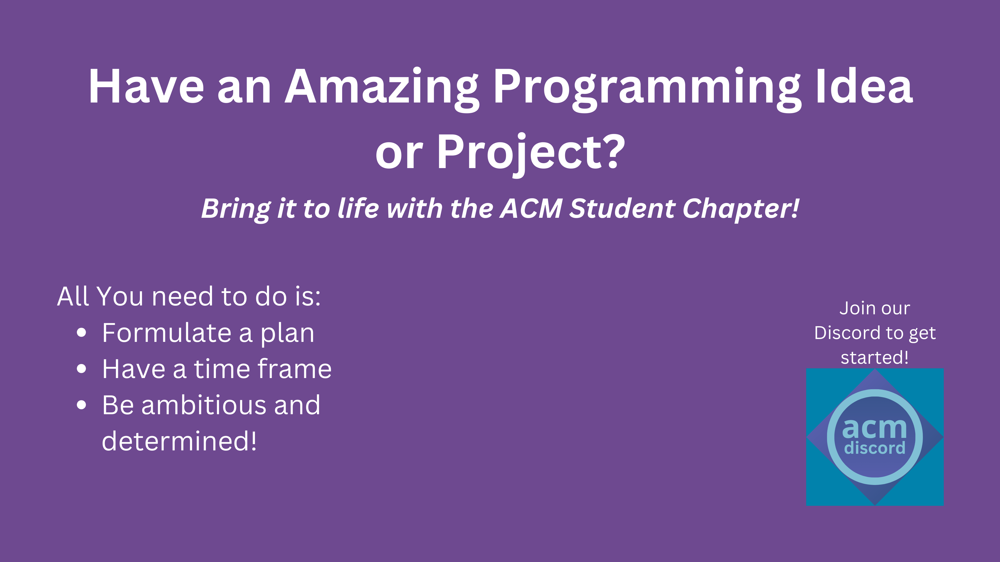 Have an Amazing Programming Idea
or Project?
Bring it to life with the ACM Student Chapter!
All You need to do is:
• Formulate a plan
• Have a time frame
• Be ambitious and
determined!
Join our
Discord to get
started!
acm
discord